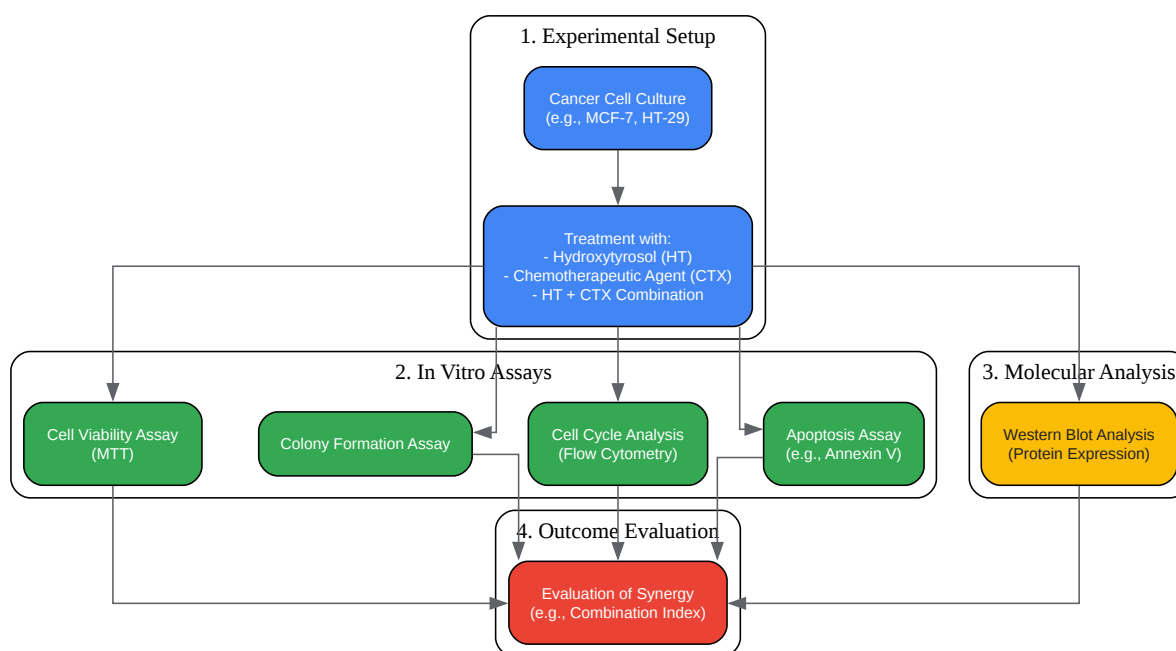 1. Experimental Setup
Cancer Cell Culture
(e.g., MCF-7, HT-29)
Treatment with:
- Hydroxytyrosol (HT)
- Chemotherapeutic Agent (CTX)
- HT + CTX Combination
2. In Vitro Assays
3. Molecular Analysis
Cell Viability Assay
(MTT)
Colony Formation Assay
Cell Cycle Analysis
(Flow Cytometry)
Apoptosis Assay
(e.g., Annexin V)
Western Blot Analysis
(Protein Expression)
4. Outcome Evaluation
Evaluation of Synergy
(e.g., Combination Index)